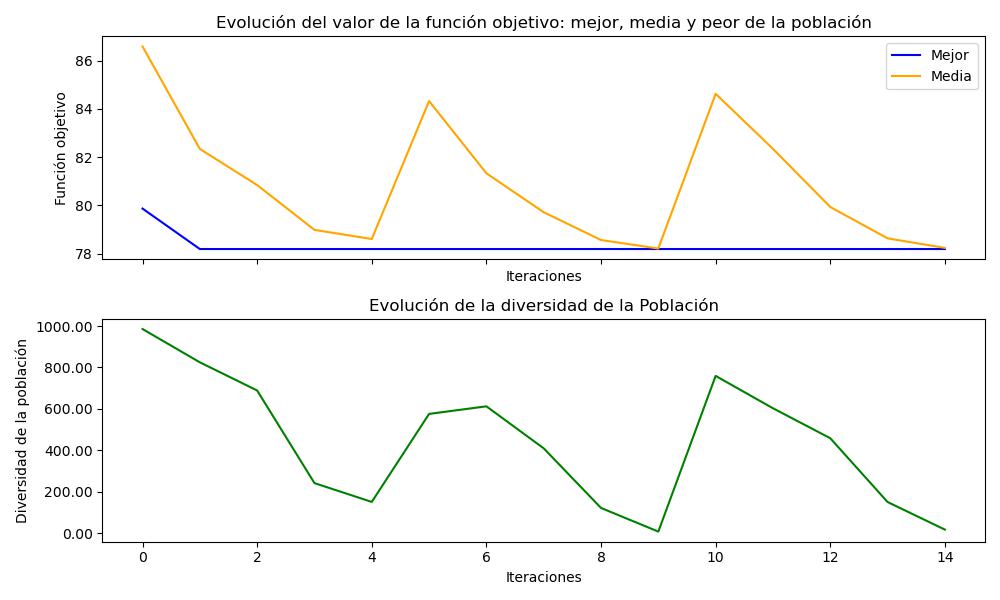 Evolución del valor de la función objetivo: mejor, media y peor de la población
Mejor
Media
Función objetivo
86
84
82
80
78
Iteraciones
Evolución de la diversidad de la Población
Diversidad de la población
1000.00
800.00
600.00
400.00
200.00
0.00
0 2 4 6 8 10 12 14
Iteraciones